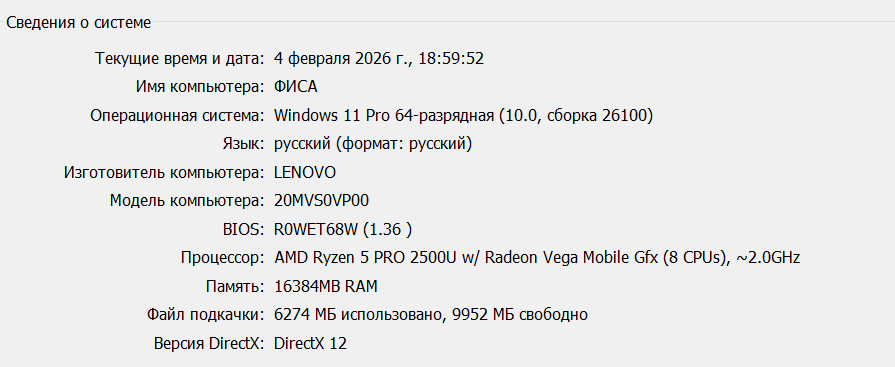 Сведения о системе
Текущие время и дата: 4 февраля 2026 г., 18:59:52
Имя компьютера: ФИСА
Операционная система: Windows 11 Pro 64-разрядная (10.0, сборка 26100)
Язык: русский (формат: русский)
Изготовитель компьютера: LENOVO
Модель компьютера: 20MVS0VP00
BIOS: R0WET68W (1.36 )
Процессор: AMD Ryzen 5 PRO 2500U w/ Radeon Vega Mobile Gfx (8 CPUs), ~2.0GHz
Память: 16384MB RAM
Файл подкачки: 6274 МБ использовано, 9952 МБ свободно
Версия DirectX: DirectX 12